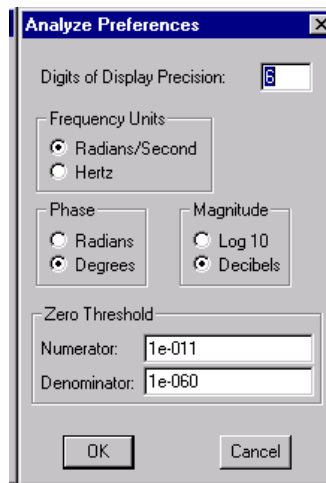 Analyze Preferences
Digits of Display Precision: 6
Frequency Units
Radians/Second
Hertz
Phase
Radians
Degrees
Magnitude
Log 10
Decibels
Zero Threshold
Numerator: 1e-011
Denominator: 1e-060
OK Cancel